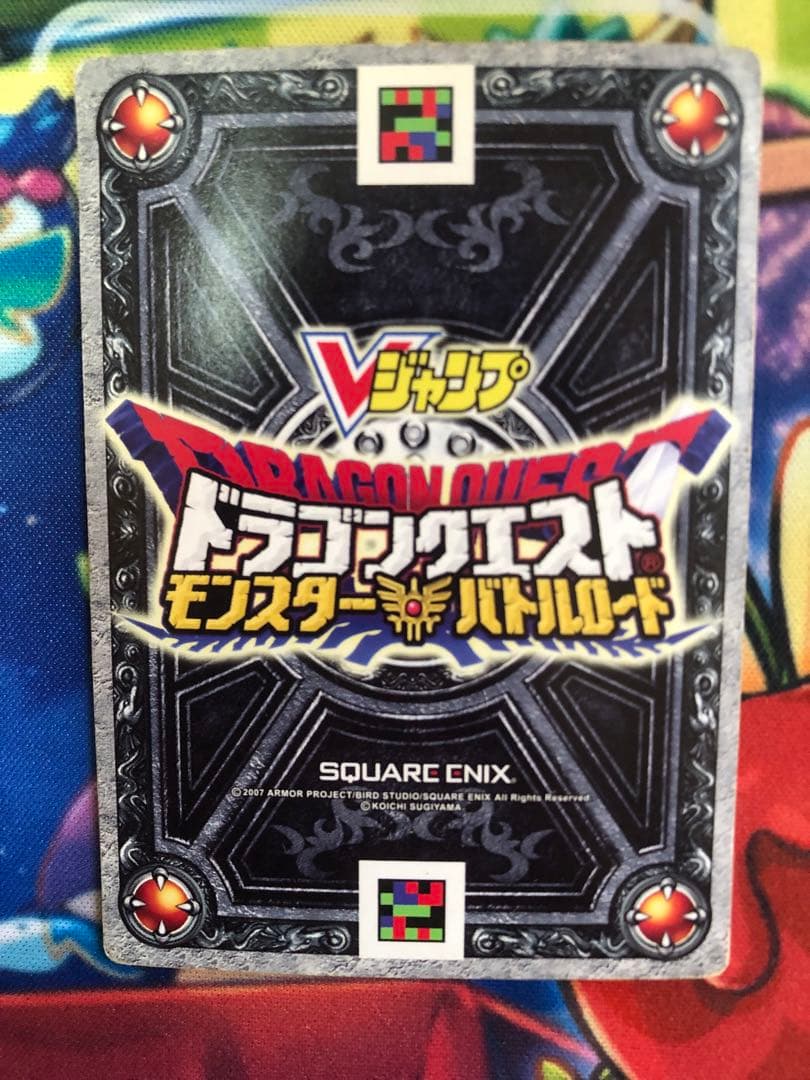 Vジャンプ
DRAGON QUEST
ドラゴンクエスト®
モンスターバトルロード
SQUARE ENIX®
© 2007 ARMOR PROJECT/BIRD STUDIO/SQUARE ENIX All Rights Reserved
©KOICHI SUGIYAMA